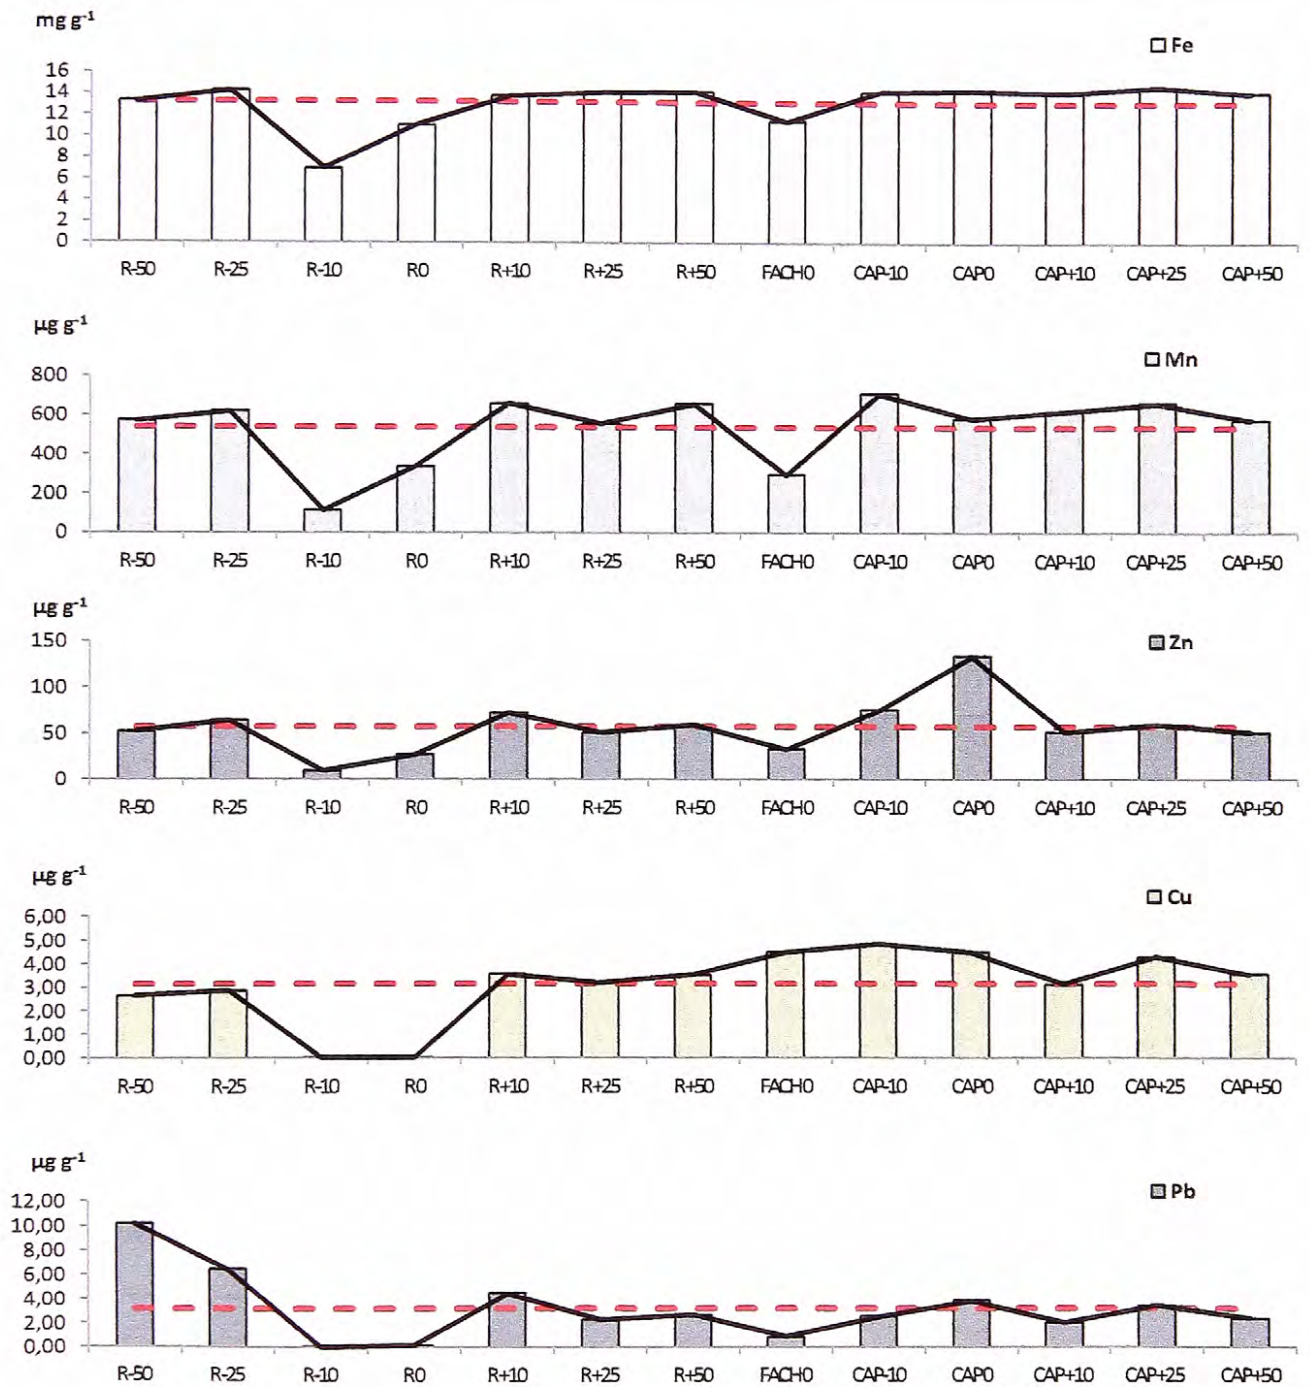 mg g⁻¹
Fe
16
14
12
10
8
6
4
2
0
R-50 R-25 R-10 R0 R+10 R+25 R+50 FACH0 CAP-10 CAP0 CAP+10 CAP+25 CAP+50
µg g⁻¹
Mn
800
600
400
200
0
R-50 R-25 R-10 R0 R+10 R+25 R+50 FACH0 CAP-10 CAP0 CAP+10 CAP+25 CAP+50
µg g⁻¹
Zn
150
100
50
0
R-50 R-25 R-10 R0 R+10 R+25 R+50 FACH0 CAP-10 CAP0 CAP+10 CAP+25 CAP+50
µg g⁻¹
Cu
6,00
5,00
4,00
3,00
2,00
1,00
0,00
R-50 R-25 R-10 R0 R+10 R+25 R+50 FACH0 CAP-10 CAP0 CAP+10 CAP+25 CAP+50
µg g⁻¹
Pb
12,00
10,00
8,00
6,00
4,00
2,00
0,00
R-50 R-25 R-10 R0 R+10 R+25 R+50 FACH0 CAP-10 CAP0 CAP+10 CAP+25 CAP+50